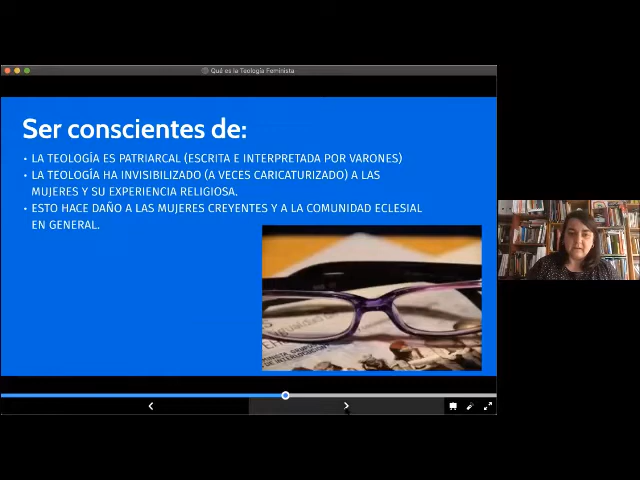 Qué es la Teología Feminista
Ser conscientes de:
• LA TEOLOGÍA ES PATRIARCAL (ESCRITA E INTERPRETADA POR VARONES)
• LA TEOLOGÍA HA INVISIBILIZADO (A VECES CARICATURIZADO) A LAS
MUJERES Y SU EXPERIENCIA RELIGIOSA.
• ESTO HACE DAÑO A LAS MUJERES CREYENTES Y A LA COMUNIDAD ECLESIAL
EN GENERAL.